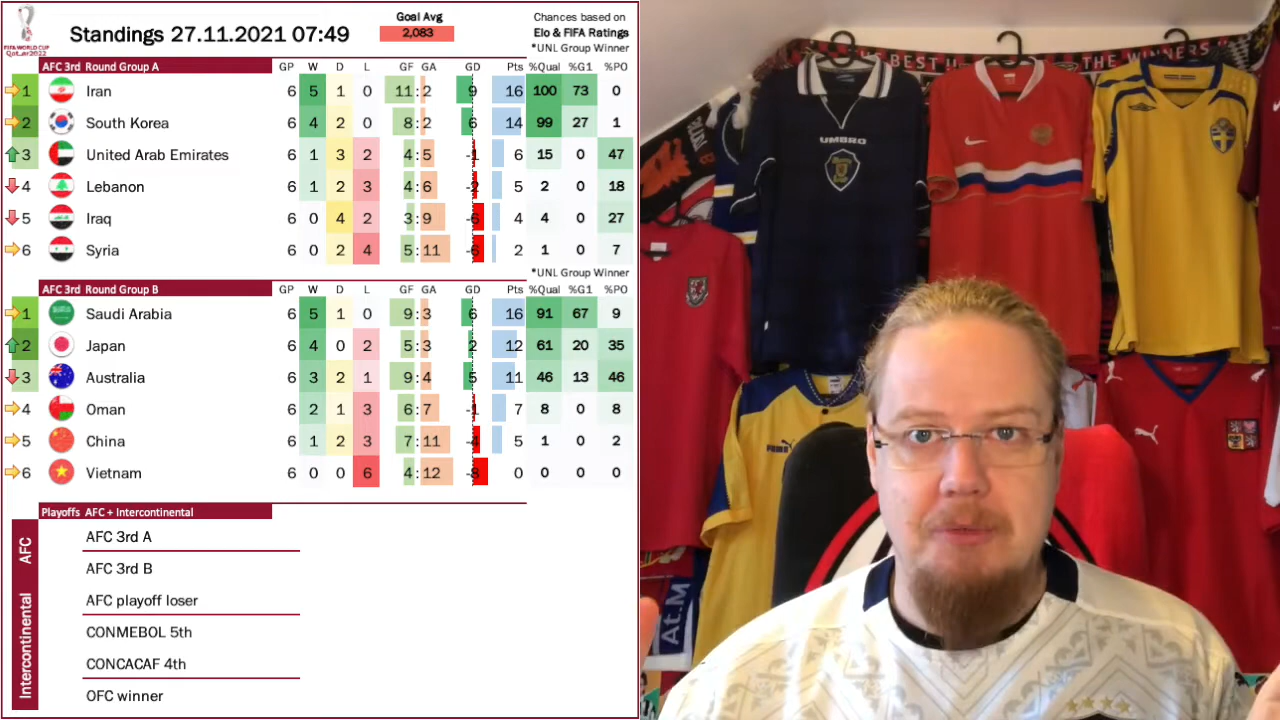 FIFA WORLD CUP
Qatar2022
Standings 27.11.2021 07:49
Goal Avg
2,083
Chances based on
Elo & FIFA Ratings
*UNL Group Winner
AFC 3rd Round Group A GP W D L GF GA GD Pts %Qual %G1 %PO
1 Iran 6 5 1 0 11:2 9 16 100 73 0
2 South Korea 6 4 2 0 8:2 6 14 99 27 1
3 United Arab Emirates 6 1 3 2 4:5 -1 6 15 0 47
4 Lebanon 6 1 2 3 4:6 -2 5 2 0 18
5 Iraq 6 0 4 2 3:9 -6 4 4 0 27
6 Syria 6 0 2 4 5:11 -6 2 1 0 7
*UNL Group Winner
AFC 3rd Round Group B GP W D L GF GA GD Pts %Qual %G1 %PO
1 Saudi Arabia 6 5 1 0 9:3 6 16 91 67 9
2 Japan 6 4 0 2 5:3 2 12 61 20 35
3 Australia 6 3 2 1 9:4 5 11 46 13 46
4 Oman 6 2 1 3 6:7 -1 7 8 0 8
5 China 6 1 2 3 7:11 -4 5 1 0 2
6 Vietnam 6 0 0 6 4:12 -8 0 0 0 0
Playoffs AFC + Intercontinental
AFC
AFC 3rd A
AFC 3rd B
Intercontinental
AFC playoff loser
CONMEBOL 5th
CONCACAF 4th
OFC winner
BEST
THE WINNERS
UMBRO
PUMA
At.M